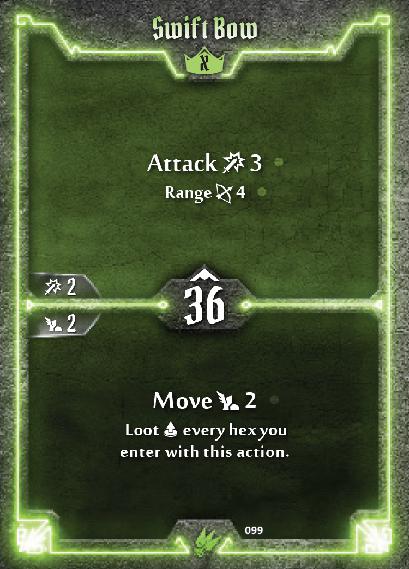 Swift Bow
X
Attack 3
Range 4
2
36
2
Move 2
Loot every hex you
enter with this action.
099